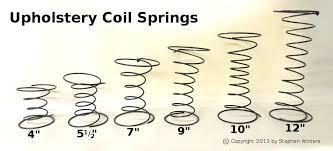 Upholstery Coil Springs
4" 5½" 7" 9" 10" 12"
© Copyright 2013 by Stephen Winters